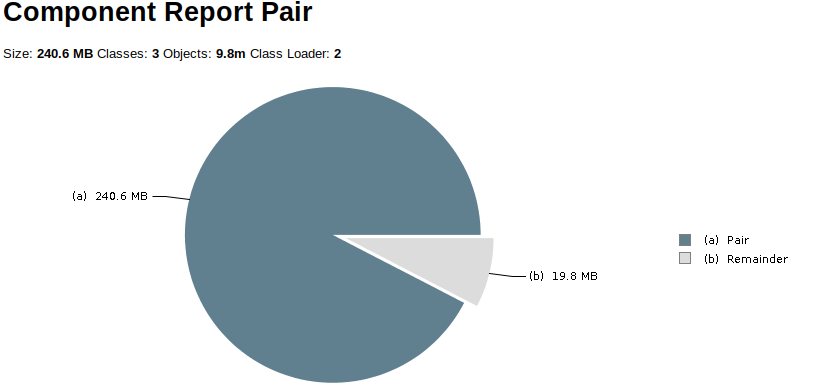 Component Report Pair
Size: 240.6 MB Classes: 3 Objects: 9.8m Class Loader: 2
(a) 240.6 MB
(a) Pair
(b) Remainder
(b) 19.8 MB